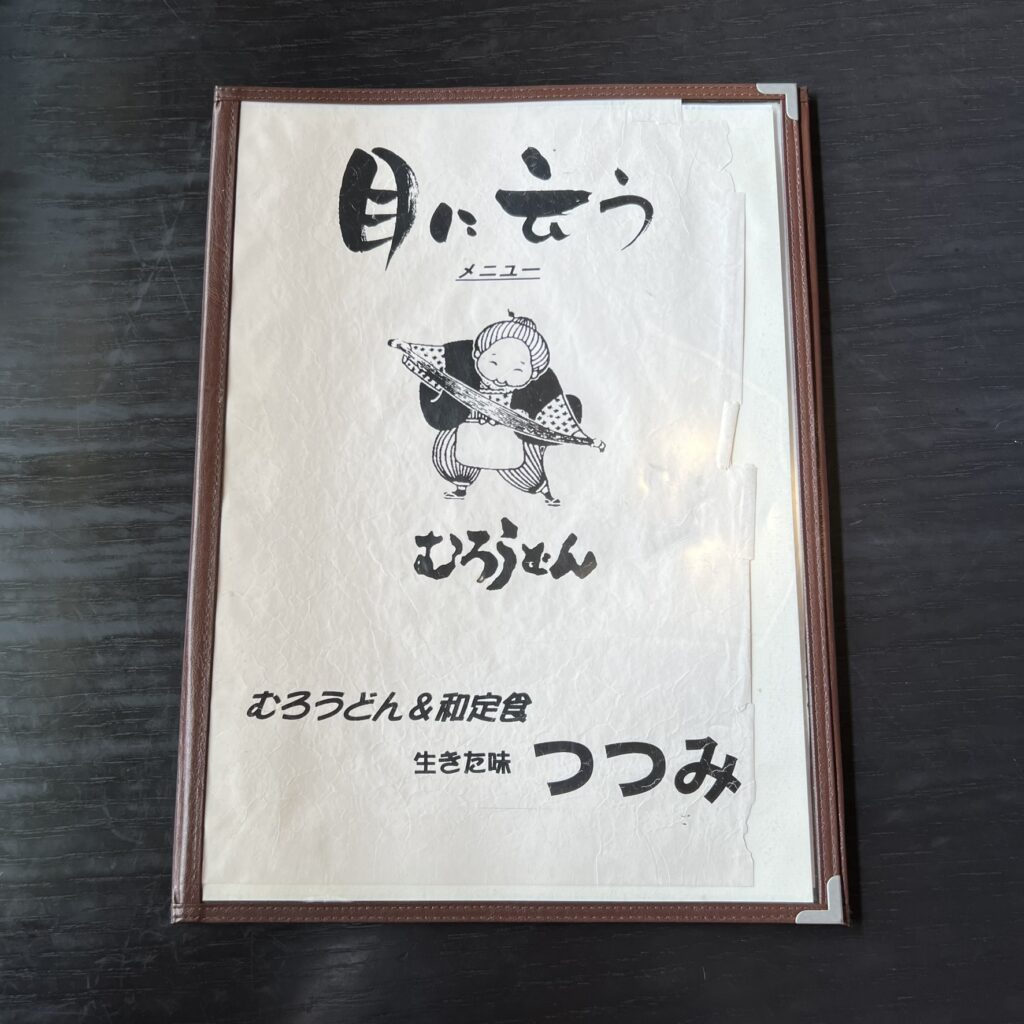 目に云う
メニュー
むろうどん
むろうどん&和定食
生きた味 つつみ